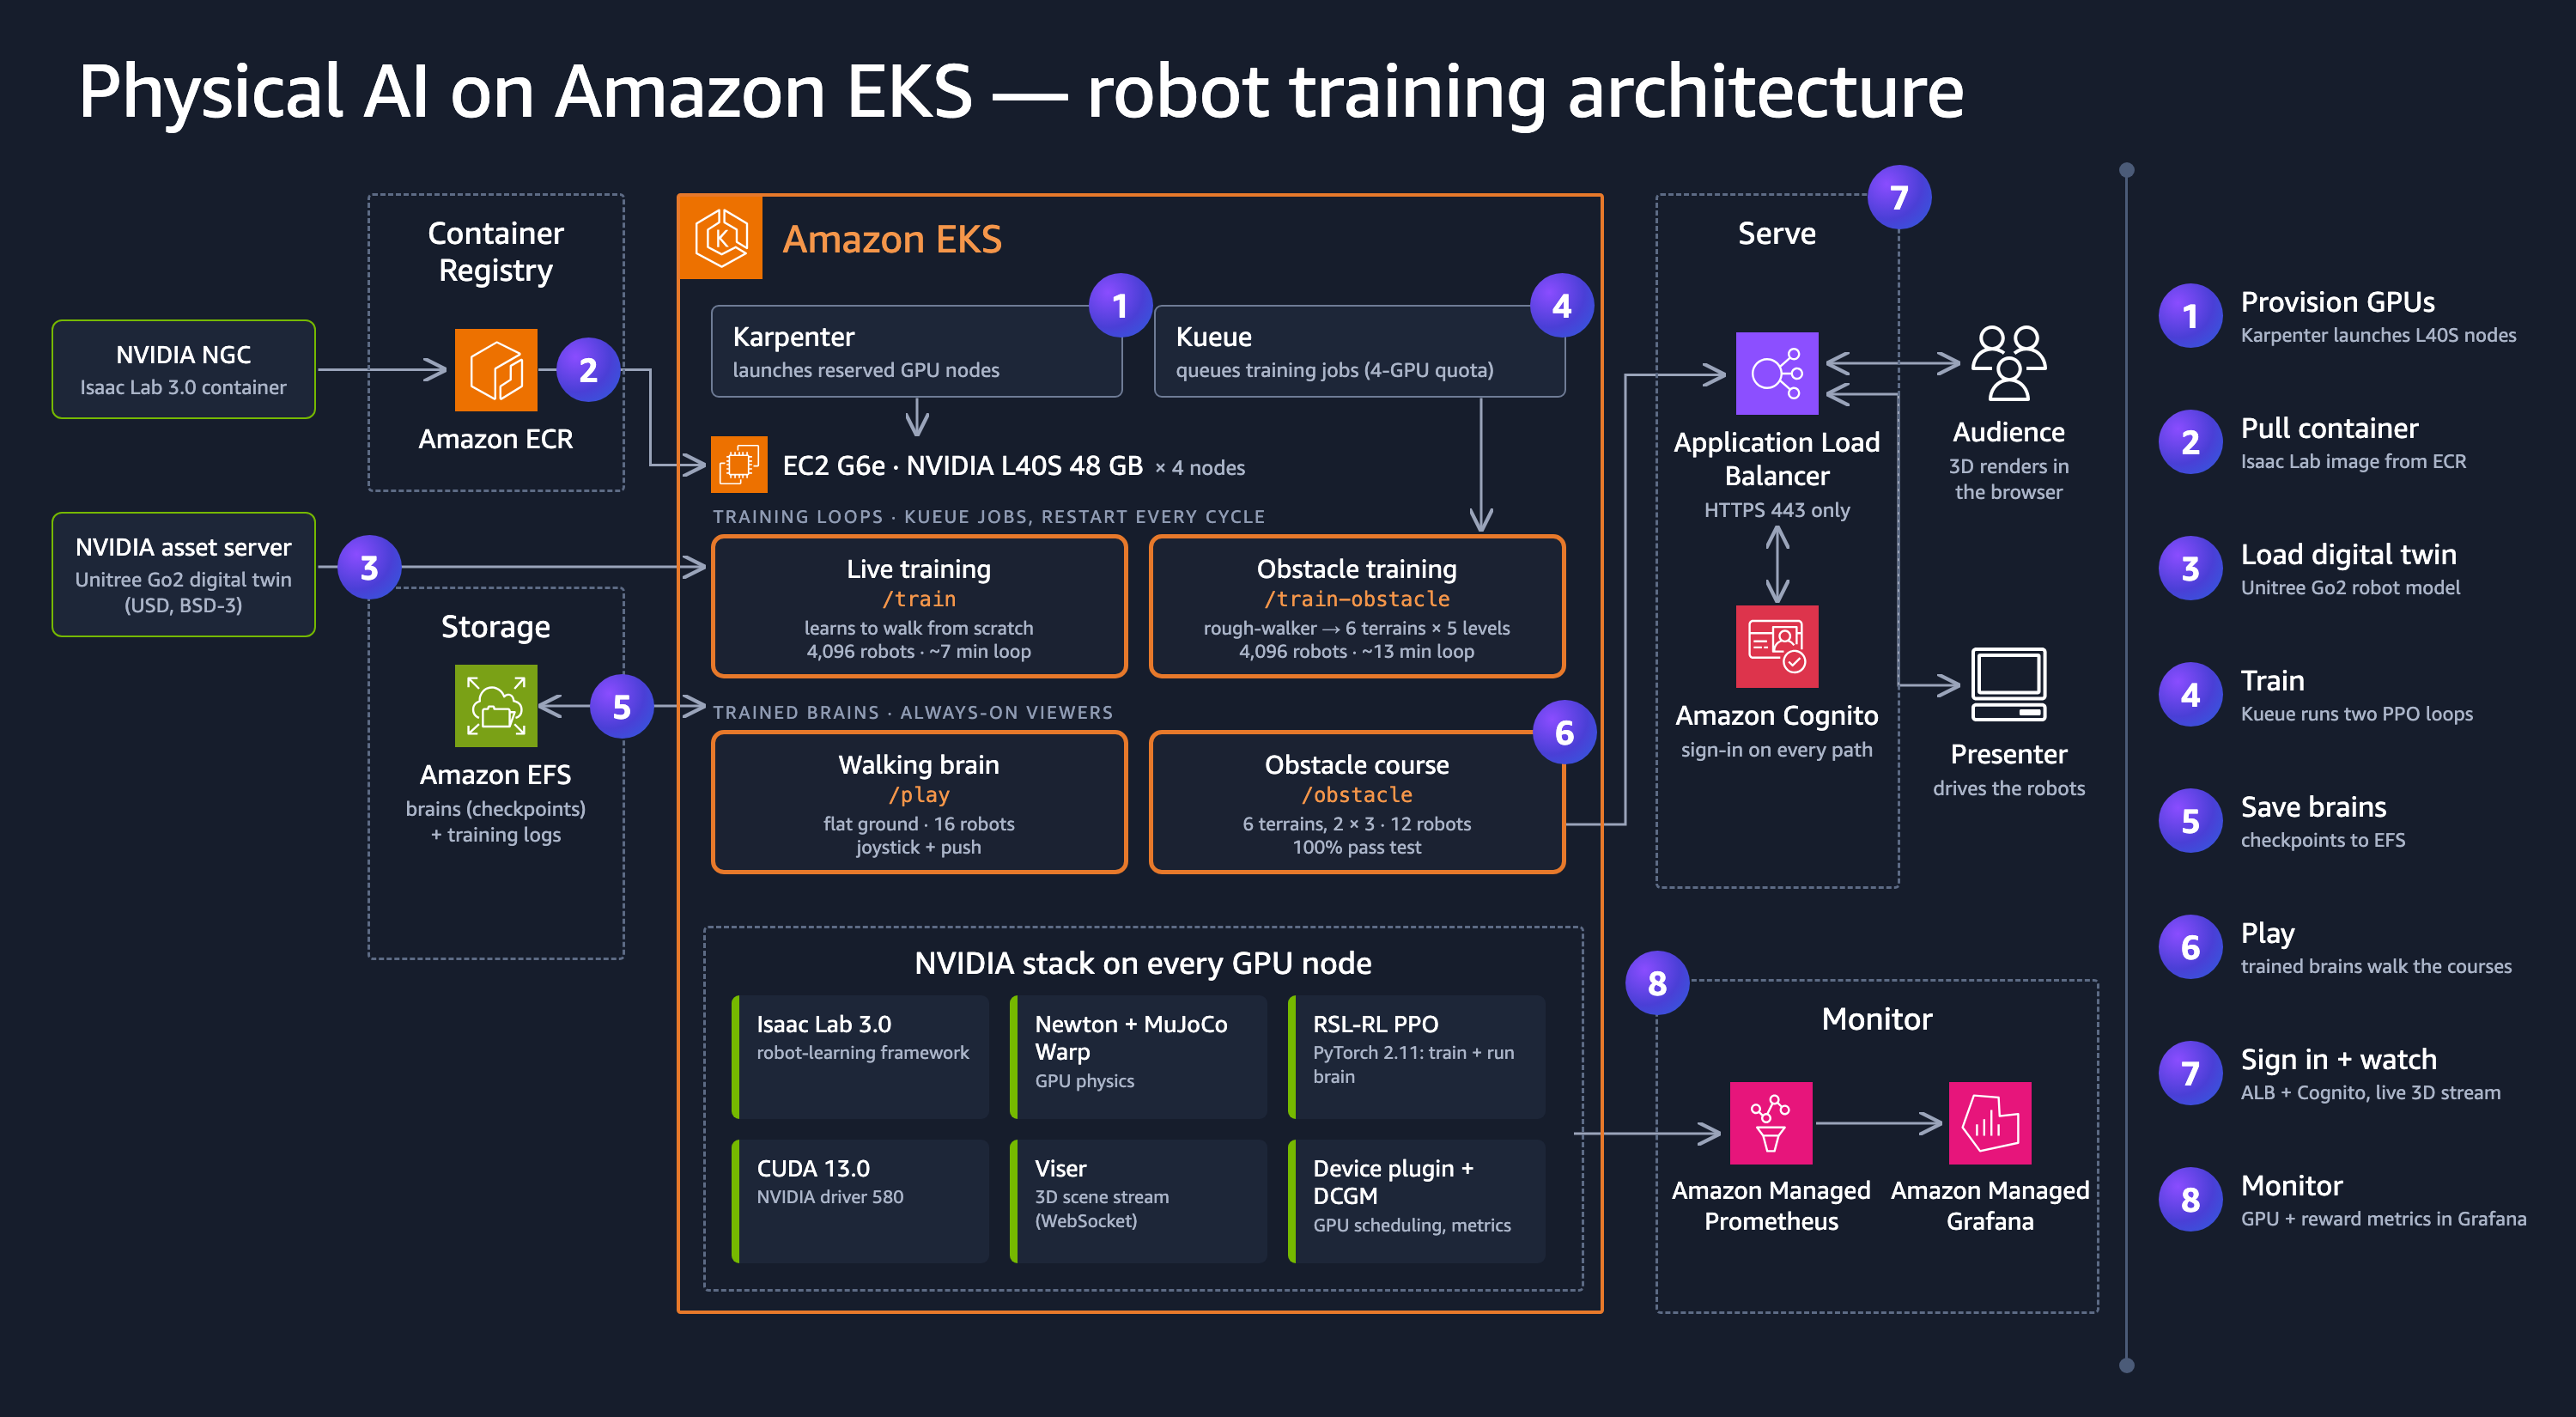 Physical AI on Amazon EKS — robot training architecture
Container
Registry
NVIDIA NGC
Isaac Lab 3.0 container
Amazon ECR
2
NVIDIA asset server
Unitree Go2 digital twin
(USD, BSD-3)
3
Storage
Amazon EFS
brains (checkpoints)
+ training logs
5
Amazon EKS
Karpenter
launches reserved GPU nodes
1
Kueue
queues training jobs (4-GPU quota)
4
EC2 G6e · NVIDIA L40S 48 GB × 4 nodes
TRAINING LOOPS · KUEUE JOBS, RESTART EVERY CYCLE
Live training
/train
learns to walk from scratch
4,096 robots · ~7 min loop
Obstacle training
/train-obstacle
rough-walker → 6 terrains × 5 levels
4,096 robots · ~13 min loop
TRAINED BRAINS · ALWAYS-ON VIEWERS
Walking brain
/play
flat ground · 16 robots
joystick + push
6
Obstacle course
/obstacle
6 terrains, 2 × 3 · 12 robots
100% pass test
NVIDIA stack on every GPU node
Isaac Lab 3.0
robot-learning framework
Newton + MuJoCo
Warp
GPU physics
RSL-RL PPO
PyTorch 2.11: train + run
brain
CUDA 13.0
NVIDIA driver 580
Viser
3D scene stream
(WebSocket)
Device plugin +
DCGM
GPU scheduling, metrics
7
Serve
Application Load
Balancer
HTTPS 443 only
Amazon Cognito
sign-in on every path
Audience
3D renders in
the browser
Presenter
drives the robots
8
Monitor
Amazon Managed
Prometheus
Amazon Managed
Grafana
1
Provision GPUs
Karpenter launches L40S nodes
2
Pull container
Isaac Lab image from ECR
3
Load digital twin
Unitree Go2 robot model
4
Train
Kueue runs two PPO loops
5
Save brains
checkpoints to EFS
6
Play
trained brains walk the courses
7
Sign in + watch
ALB + Cognito, live 3D stream
8
Monitor
GPU + reward metrics in Grafana